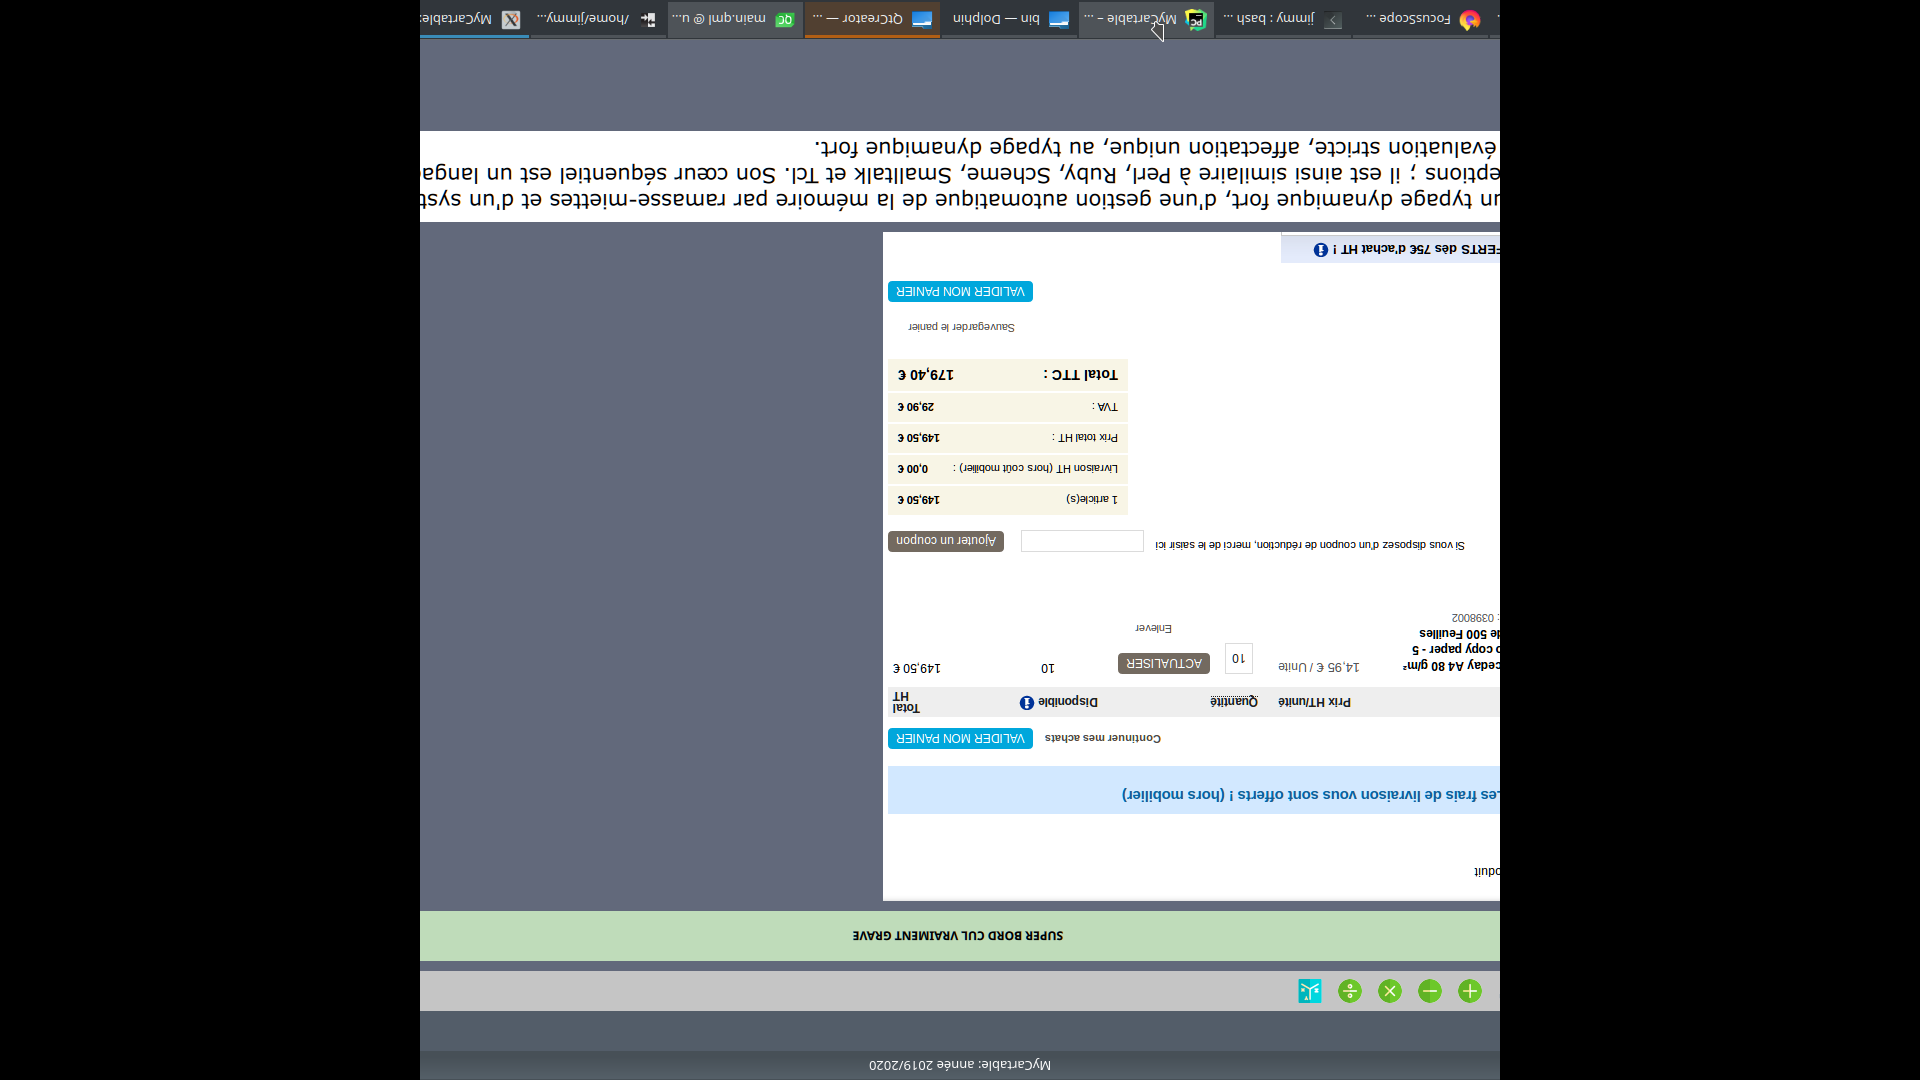 MyCartable: année 2019/2020
SUPER BORD CUL VRAIMENT GRAVE
oduit
Les frais de livraison vous sont offerts ! (hors mobilier)
Continuer mes achats
VALIDER MON PANIER
Prix HT/unité
Quantité
Disponible
Total
HT
ceday A4 80 g/m²
o copy paper - 5
de 500 Feuilles
: 0398002
14,95 € / Unite
10
ACTUALISER
Enlever
10
149,50 €
Si vous disposez d'un coupon de réduction, merci de le saisir ici
Ajouter un coupon
1 article(s) 149,50 €
Livraison HT (hors coût mobilier) : 0,00 €
Prix total HT : 149,50 €
TVA : 29,90 €
Total TTC : 179,40 €
Sauvegarder le panier
VALIDER MON PANIER
FERTS dès 75€ d'achat HT !
un typage dynamique fort, d'une gestion automatique de la mémoire par ramasse-miettes et d'un syst
eptions ; il est ainsi similaire à Perl, Ruby, Scheme, Smalltalk et Tcl. Son cœur séquentiel est un langag
évaluation stricte, affectation unique, au typage dynamique fort.
FocusScope ...
jimmy : bash ...
MyCartable – ...
bin — Dolphin
QtCreator — ...
main.qml @ u...
/home/jimmy...
MyCartable: